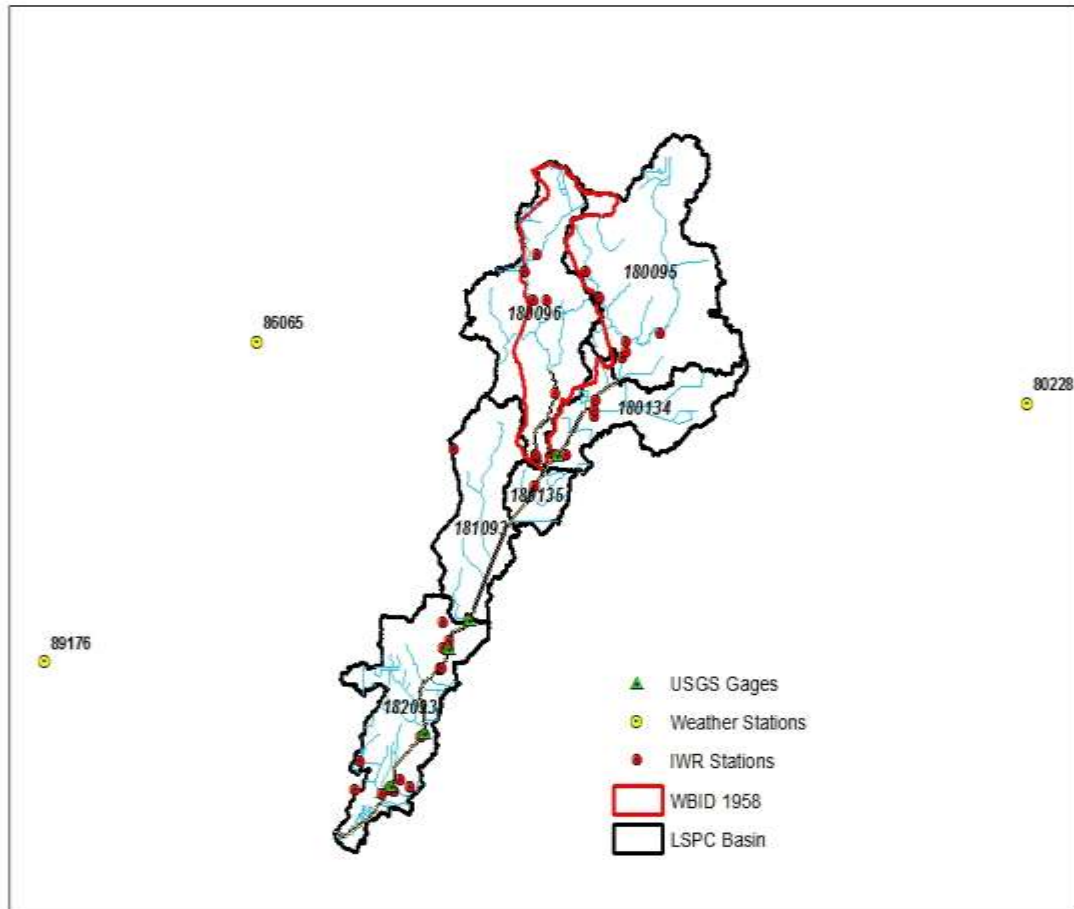 180095
180096
86065
80228
180134
180136
181093
89176
182093
USGS Gages
Weather Stations
IWR Stations
WBID 1958
LSPC Basin